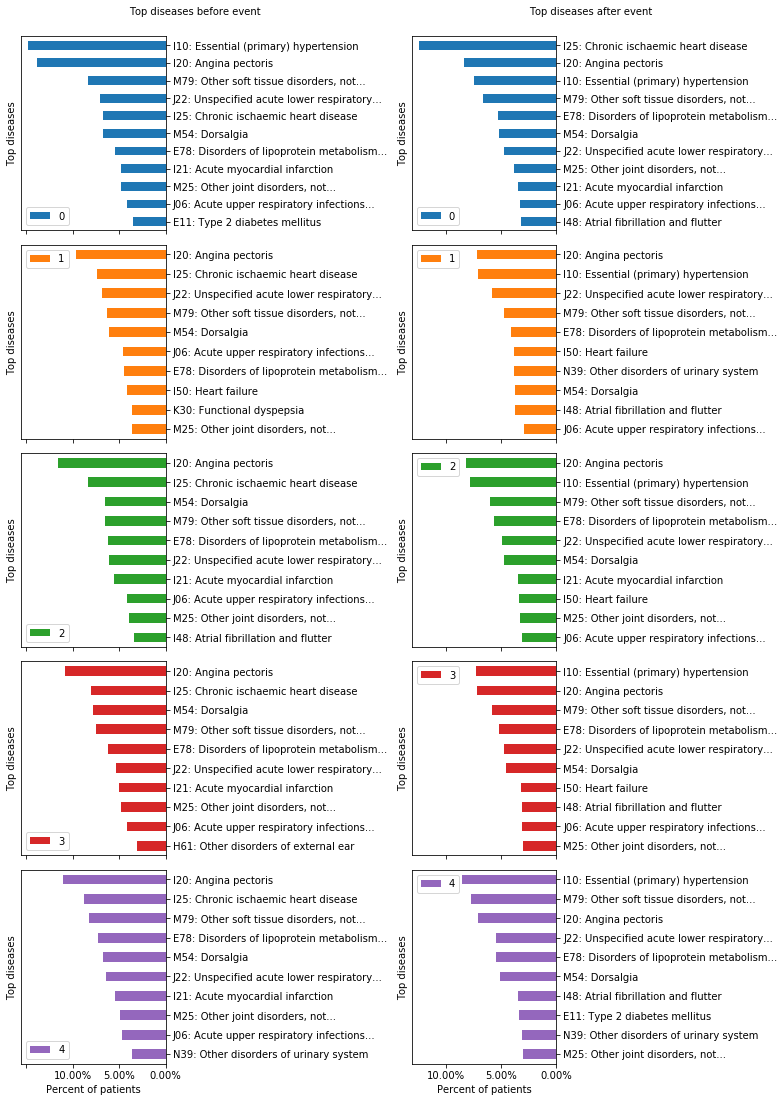 Top diseases before event
Top diseases
I10: Essential (primary) hypertension
I20: Angina pectoris
M79: Other soft tissue disorders, not...
J22: Unspecified acute lower respiratory...
I25: Chronic ischaemic heart disease
M54: Dorsalgia
E78: Disorders of lipoprotein metabolism...
I21: Acute myocardial infarction
M25: Other joint disorders, not...
J06: Acute upper respiratory infections...
E11: Type 2 diabetes mellitus
0
Top diseases after event
Top diseases
I25: Chronic ischaemic heart disease
I20: Angina pectoris
I10: Essential (primary) hypertension
M79: Other soft tissue disorders, not...
E78: Disorders of lipoprotein metabolism...
M54: Dorsalgia
J22: Unspecified acute lower respiratory...
M25: Other joint disorders, not...
I21: Acute myocardial infarction
J06: Acute upper respiratory infections...
I48: Atrial fibrillation and flutter
0
Top diseases
1
I20: Angina pectoris
I25: Chronic ischaemic heart disease
J22: Unspecified acute lower respiratory...
M79: Other soft tissue disorders, not...
M54: Dorsalgia
J06: Acute upper respiratory infections...
E78: Disorders of lipoprotein metabolism...
I50: Heart failure
K30: Functional dyspepsia
M25: Other joint disorders, not...
Top diseases
1
I20: Angina pectoris
I10: Essential (primary) hypertension
J22: Unspecified acute lower respiratory...
M79: Other soft tissue disorders, not...
E78: Disorders of lipoprotein metabolism...
I50: Heart failure
N39: Other disorders of urinary system
M54: Dorsalgia
I48: Atrial fibrillation and flutter
J06: Acute upper respiratory infections...
Top diseases
I20: Angina pectoris
I25: Chronic ischaemic heart disease
M54: Dorsalgia
M79: Other soft tissue disorders, not...
E78: Disorders of lipoprotein metabolism...
J22: Unspecified acute lower respiratory...
I21: Acute myocardial infarction
J06: Acute upper respiratory infections...
M25: Other joint disorders, not...
I48: Atrial fibrillation and flutter
2
Top diseases
2
I20: Angina pectoris
I10: Essential (primary) hypertension
M79: Other soft tissue disorders, not...
E78: Disorders of lipoprotein metabolism...
J22: Unspecified acute lower respiratory...
M54: Dorsalgia
I21: Acute myocardial infarction
I50: Heart failure
M25: Other joint disorders, not...
J06: Acute upper respiratory infections...
Top diseases
I20: Angina pectoris
I25: Chronic ischaemic heart disease
M54: Dorsalgia
M79: Other soft tissue disorders, not...
E78: Disorders of lipoprotein metabolism...
J22: Unspecified acute lower respiratory...
I21: Acute myocardial infarction
M25: Other joint disorders, not...
J06: Acute upper respiratory infections...
H61: Other disorders of external ear
3
Top diseases
3
I10: Essential (primary) hypertension
I20: Angina pectoris
M79: Other soft tissue disorders, not...
E78: Disorders of lipoprotein metabolism...
J22: Unspecified acute lower respiratory...
M54: Dorsalgia
I50: Heart failure
I48: Atrial fibrillation and flutter
J06: Acute upper respiratory infections...
M25: Other joint disorders, not...
Top diseases
I20: Angina pectoris
I25: Chronic ischaemic heart disease
M79: Other soft tissue disorders, not...
E78: Disorders of lipoprotein metabolism...
M54: Dorsalgia
J22: Unspecified acute lower respiratory...
I21: Acute myocardial infarction
M25: Other joint disorders, not...
J06: Acute upper respiratory infections...
N39: Other disorders of urinary system
4
10.00% 5.00% 0.00%
Percent of patients
Top diseases
4
I10: Essential (primary) hypertension
M79: Other soft tissue disorders, not...
I20: Angina pectoris
J22: Unspecified acute lower respiratory...
E78: Disorders of lipoprotein metabolism...
M54: Dorsalgia
I48: Atrial fibrillation and flutter
E11: Type 2 diabetes mellitus
N39: Other disorders of urinary system
M25: Other joint disorders, not...
10.00% 5.00% 0.00%
Percent of patients